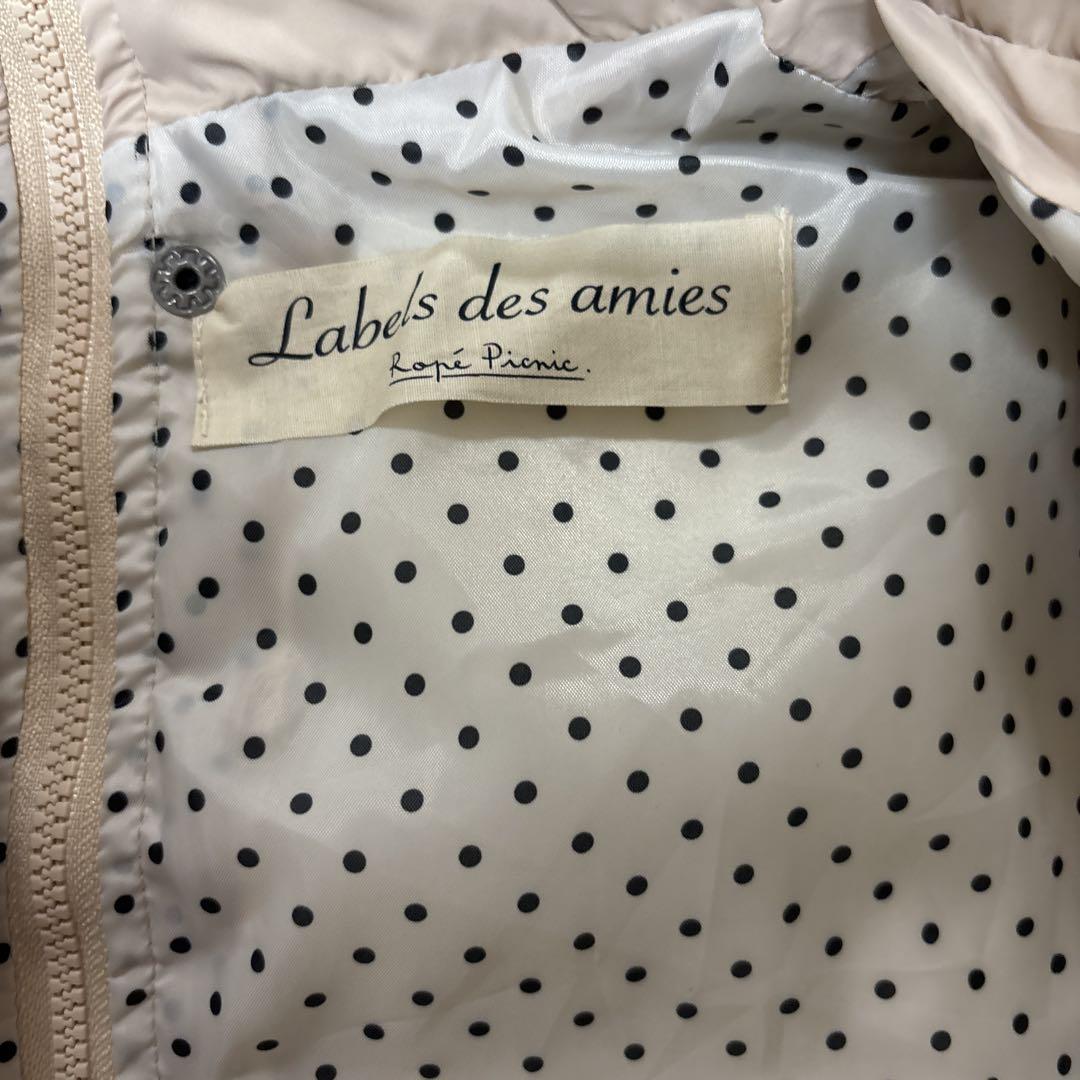 Labels des amies
Ropé Picnic.